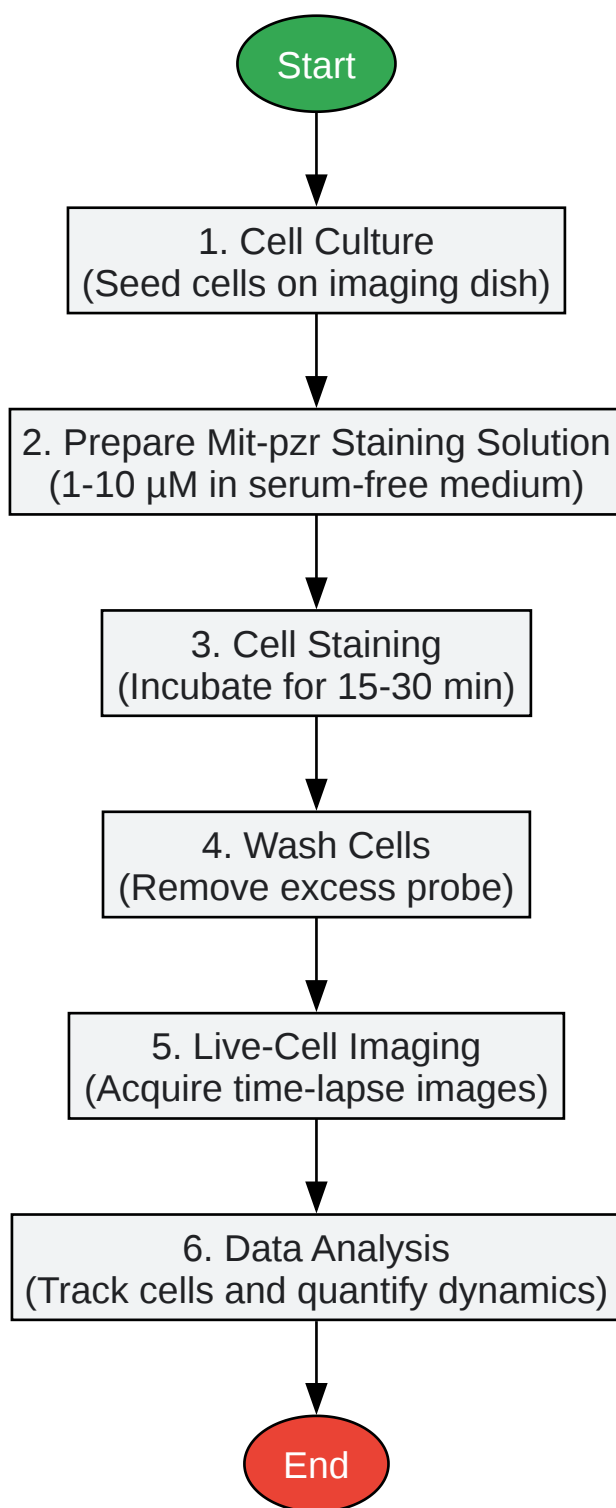 Start
1. Cell Culture
(Seed cells on imaging dish)
2. Prepare Mit-pzr Staining Solution
(1-10 µM in serum-free medium)
3. Cell Staining
(Incubate for 15-30 min)
4. Wash Cells
(Remove excess probe)
5. Live-Cell Imaging
(Acquire time-lapse images)
6. Data Analysis
(Track cells and quantify dynamics)
End